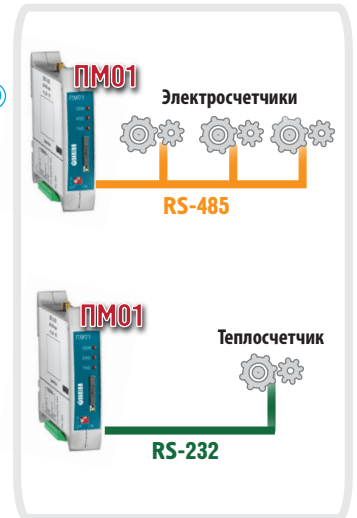 ПМ01
Электросчетчики
RS-485
ПМ01
Теплосчетчик
RS-232